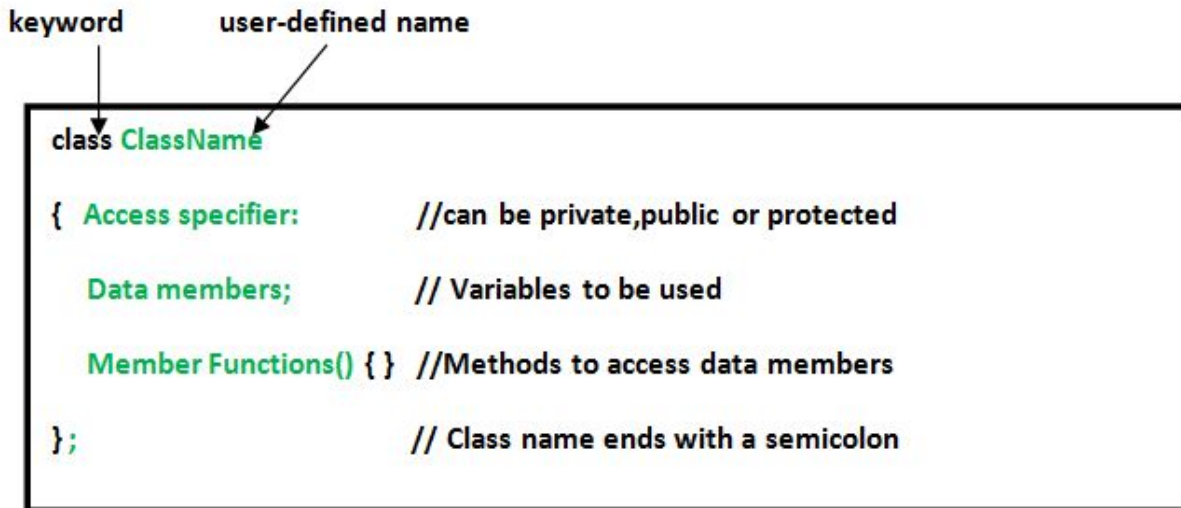 keyword user-defined name
class ClassName
{ Access specifier: //can be private,public or protected
Data members; // Variables to be used
Member Functions() { } //Methods to access data members
} ; // Class name ends with a semicolon